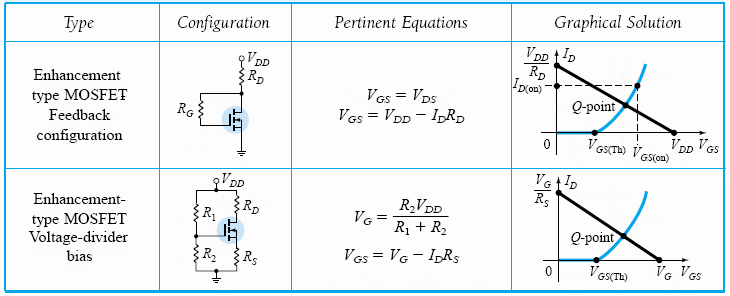 Type Configuration Pertinent Equations Graphical Solution
Enhancement
type MOSFET
Feedback
configuration
V_DD
R_D
R_G
V_GS = V_DS
V_GS = V_DD − I_D R_D
V_DD/R_D
I_D
I_D(on)
Q-point
0 V_GS(Th) V_GS(on) V_DD V_GS
Enhancement-
type MOSFET
Voltage-divider
bias
V_DD
R_1 R_D
R_2 R_S
V_G = R_2 V_DD / (R_1 + R_2)
V_GS = V_G − I_D R_S
V_G/R_S
I_D
Q-point
0 V_GS(Th) V_G V_GS